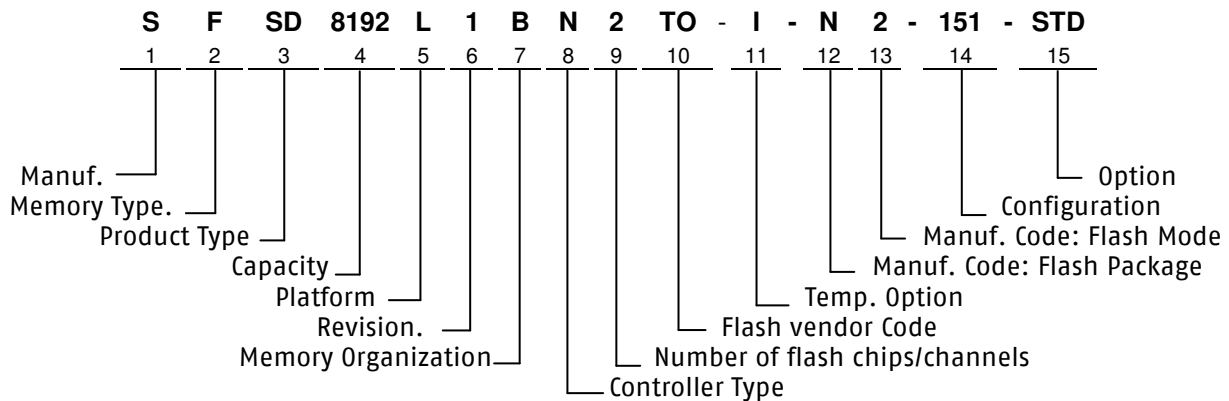 S F SD 8192 L 1 B N 2 TO - I - N 2 - 151 - STD
1 2 3 4 5 6 7 8 9 10 11 12 13 14 15
Manuf. Option
Memory Type. Configuration
Product Type Manuf. Code: Flash Mode
Capacity Manuf. Code: Flash Package
Platform Temp. Option
Revision. Flash vendor Code
Memory Organization Number of flash chips/channels
Controller Type